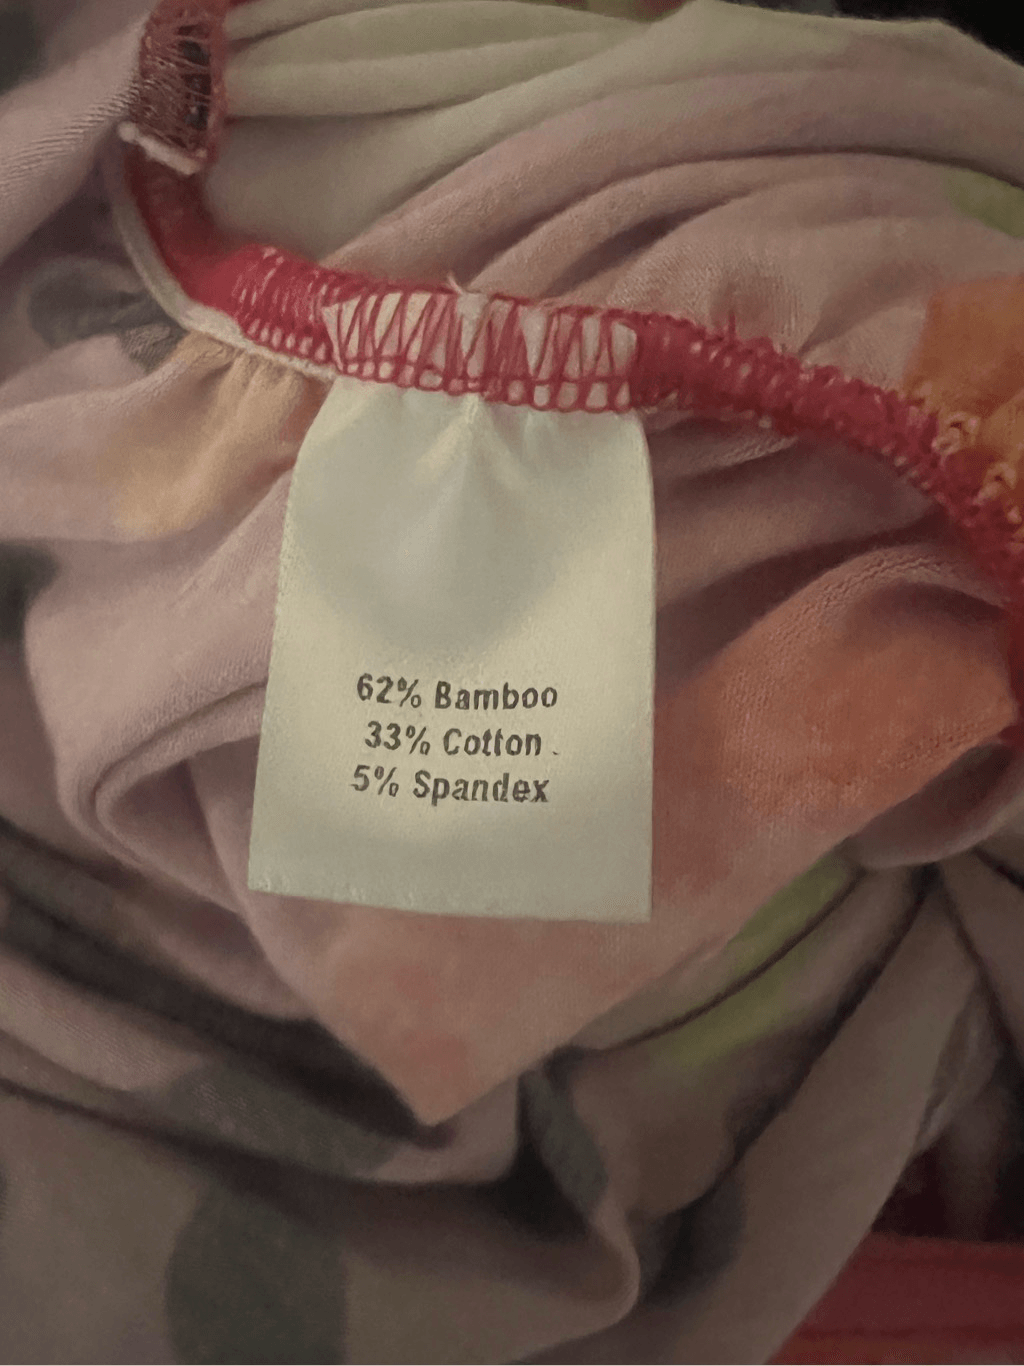 62% Bamboo
33% Cotton
5% Spandex